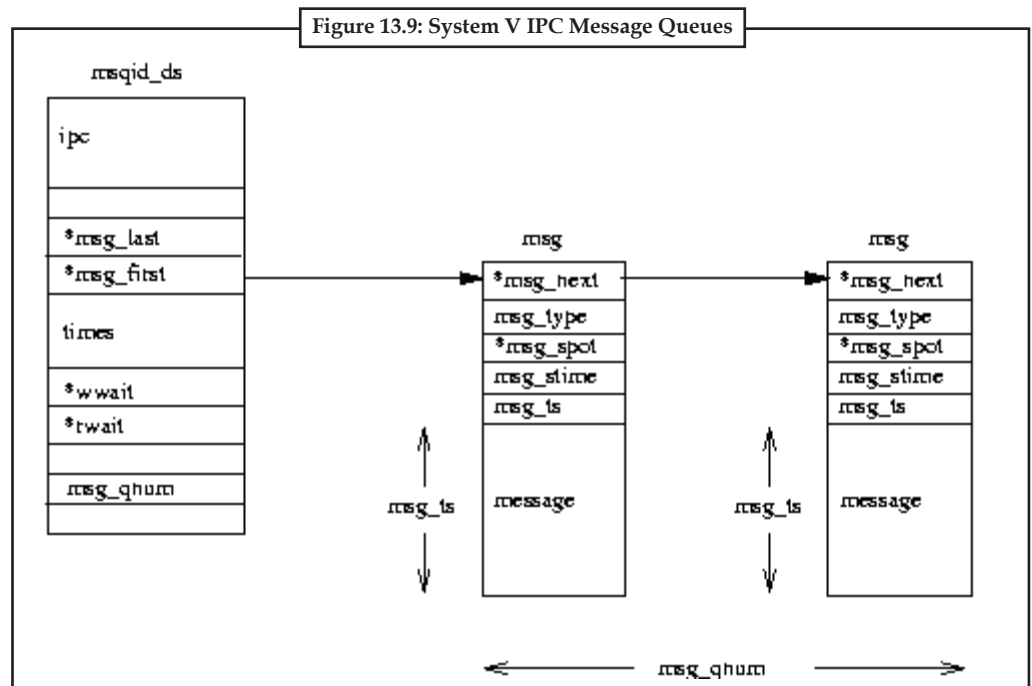 Figure 13.9: System V IPC Message Queues
msqid_ds
ipc
*msg_last
*msg_first
times
*wwait
*rwait
msg_qnum
msg
*msg_next
msg_type
*msg_spot
msg_stime
msg_ts
message
msg_ts
msg
*msg_next
msg_type
*msg_spot
msg_stime
msg_ts
message
msg_ts
msg_qnum